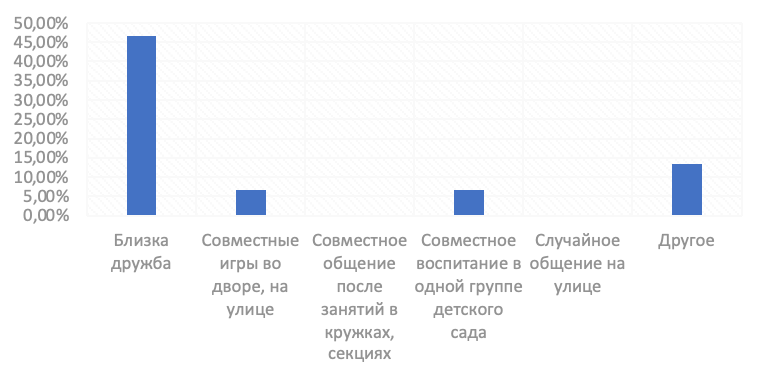 50,00%
45,00%
40,00%
35,00%
30,00%
25,00%
20,00%
15,00%
10,00%
5,00%
0,00%
Близка
дружба
Совместные
игры во
дворе, на
улице
Совместное
общение
после
занятий в
кружках,
секциях
Совместное
воспитание в
одной группе
детского
сада
Случайное
общение на
улице
Другое